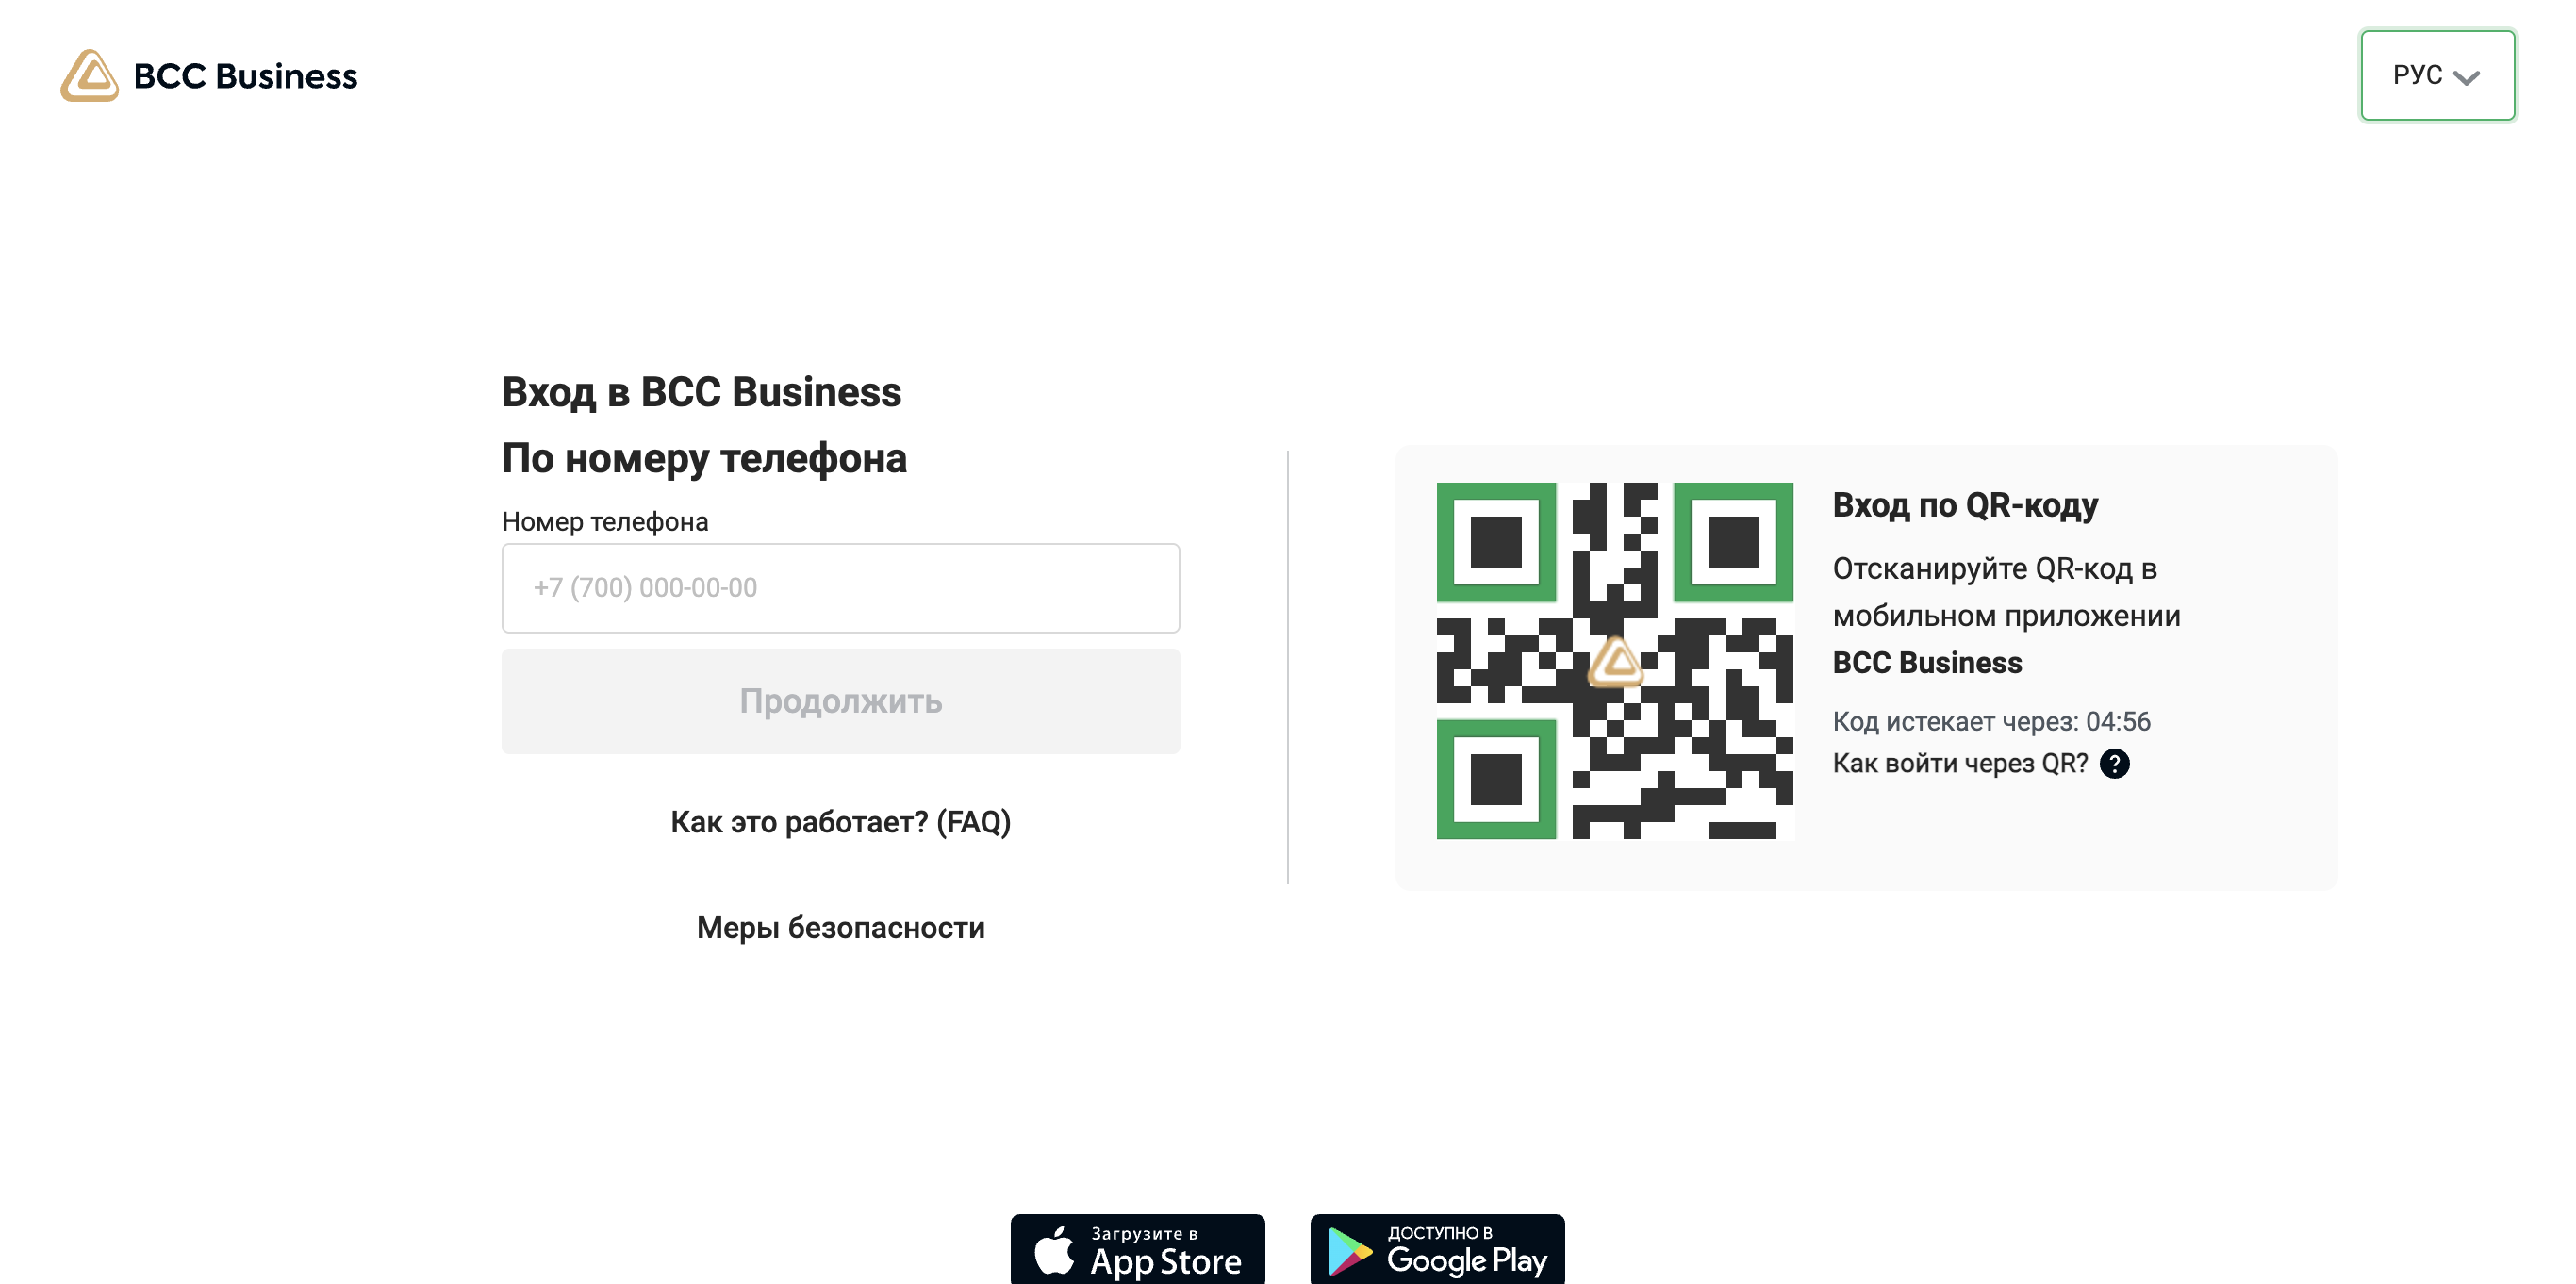 BCC Business
РУС
Вход в BCC Business
По номеру телефона
Номер телефона
+7 (700) 000-00-00
Продолжить
Как это работает? (FAQ)
Меры безопасности
Вход по QR-коду
Отсканируйте QR-код в
мобильном приложении
BCC Business
Код истекает через: 04:56
Как войти через QR? ?
Загрузите в
App Store
ДОСТУПНО В
Google Play